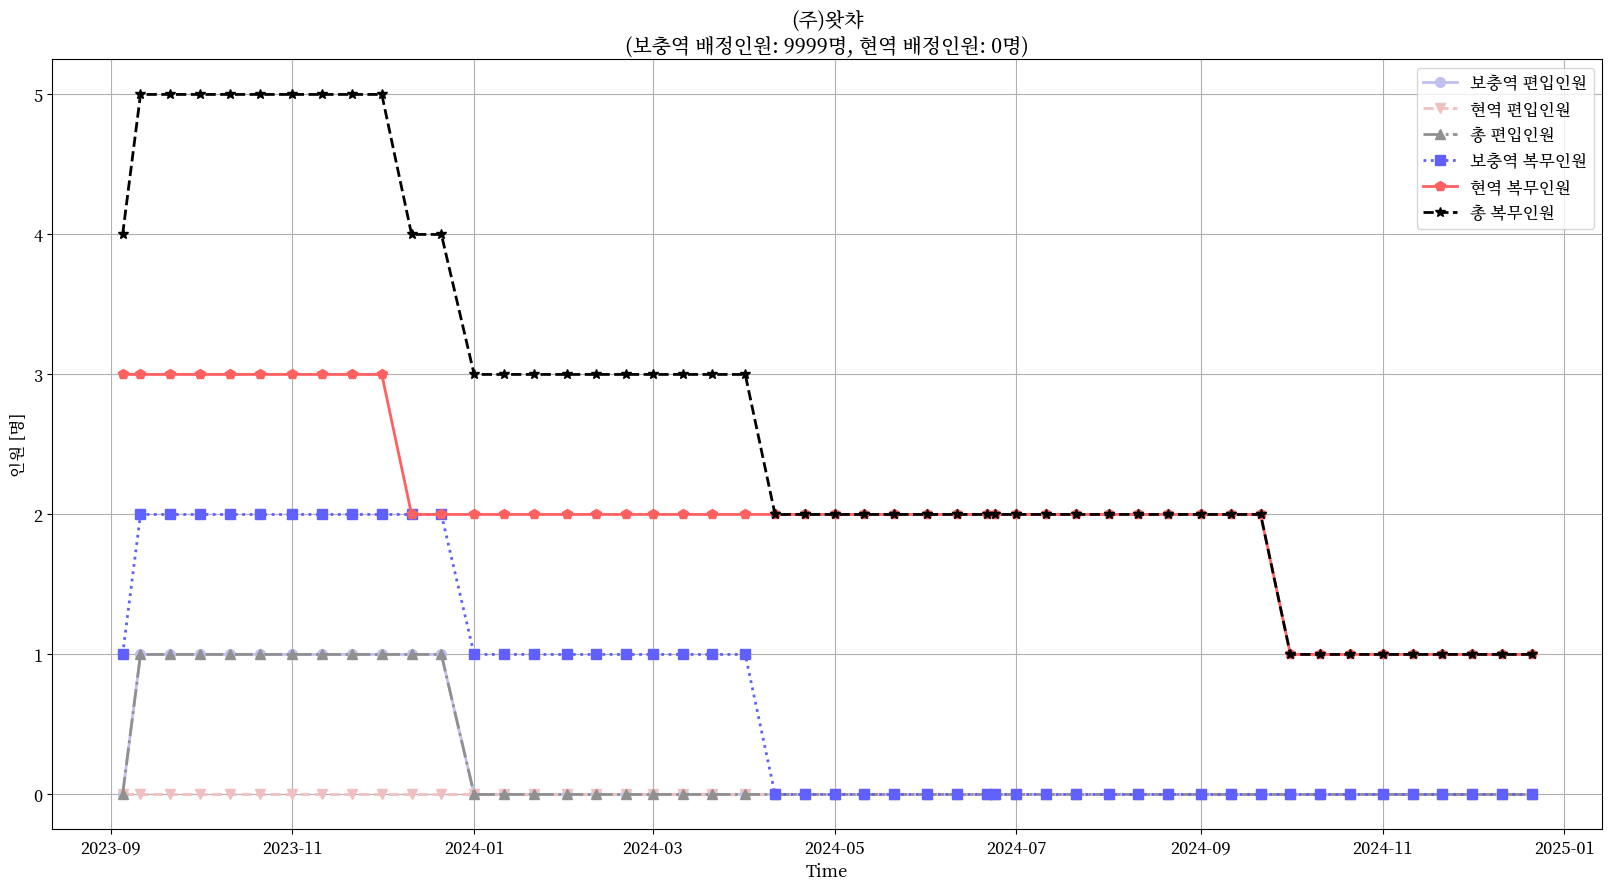 (주)왓챠
(보충역 배정인원: 9999명, 현역 배정인원: 0명)
보충역 편입인원
현역 편입인원
총 편입인원
보충역 복무인원
현역 복무인원
총 복무인원
인원 [명]
5
4
3
2
1
0
2023-09 2023-11 2024-01 2024-03 2024-05 2024-07 2024-09 2024-11 2025-01
Time